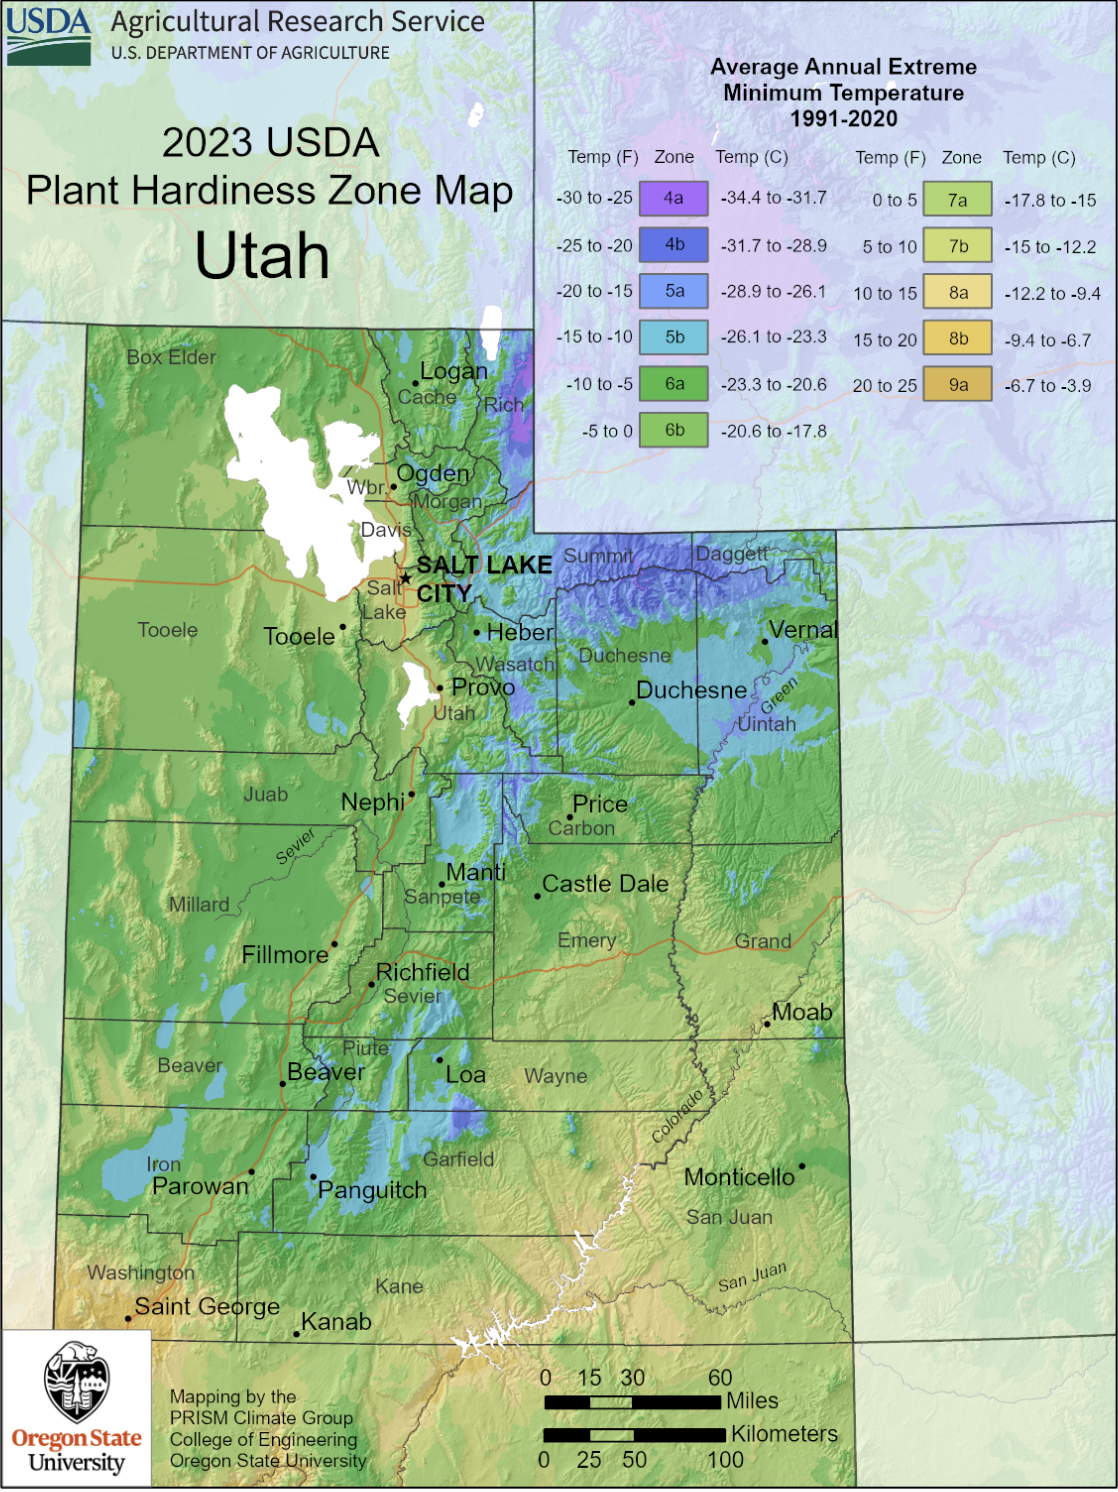 USDA
Agricultural Research Service
U.S. DEPARTMENT OF AGRICULTURE
2023 USDA
Plant Hardiness Zone Map
Utah
Average Annual Extreme
Minimum Temperature
1991-2020
Temp (F) Zone Temp (C) Temp (F) Zone Temp (C)
-30 to -25 4a -34.4 to -31.7 0 to 5 7a -17.8 to -15
-25 to -20 4b -31.7 to -28.9 5 to 10 7b -15 to -12.2
-20 to -15 5a -28.9 to -26.1 10 to 15 8a -12.2 to -9.4
-15 to -10 5b -26.1 to -23.3 15 to 20 8b -9.4 to -6.7
-10 to -5 6a -23.3 to -20.6 20 to 25 9a -6.7 to -3.9
-5 to 0 6b -20.6 to -17.8
Box Elder
Logan
Cache
Rich
Ogden
Wbr.
Morgan
Davis
SALT LAKE
CITY
Summit
Daggett
Salt
Lake
Tooele
Tooele
Heber
Vernal
Wasatch
Duchesne
Provo
Duchesne
Green
Utah
Uintah
Juab
Nephi
Price
Carbon
Sevier
Manti
Castle Dale
Sanpete
Millard
Fillmore
Emery
Grand
Richfield
Sevier
Moab
Piute
Beaver
Beaver
Loa
Wayne
Colorado
Iron
Parowan
Garfield
Panguitch
Monticello
San Juan
Washington
Kane
San Juan
Saint George
Kanab
Oregon State
University
Mapping by the
PRISM Climate Group
College of Engineering
Oregon State University
0 15 30 60
Miles
Kilometers
0 25 50 100